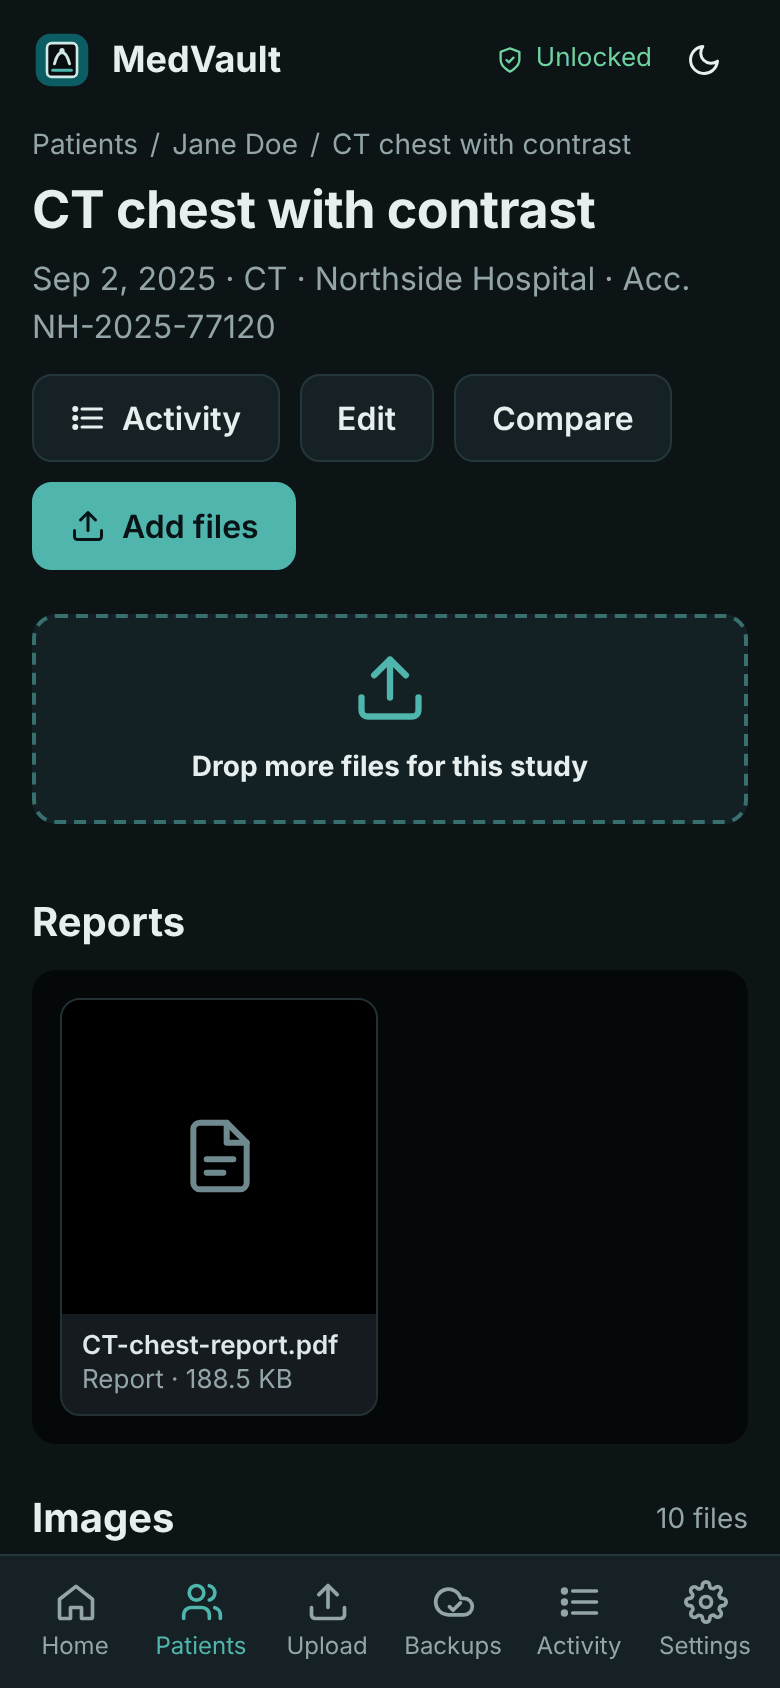 MedVault
Unlocked
Patients / Jane Doe / CT chest with contrast
CT chest with contrast
Sep 2, 2025 · CT · Northside Hospital · Acc.
NH-2025-77120
Activity
Edit
Compare
Add files
Drop more files for this study
Reports
CT-chest-report.pdf
Report · 188.5 KB
Images
10 files
Home
Patients
Upload
Backups
Activity
Settings